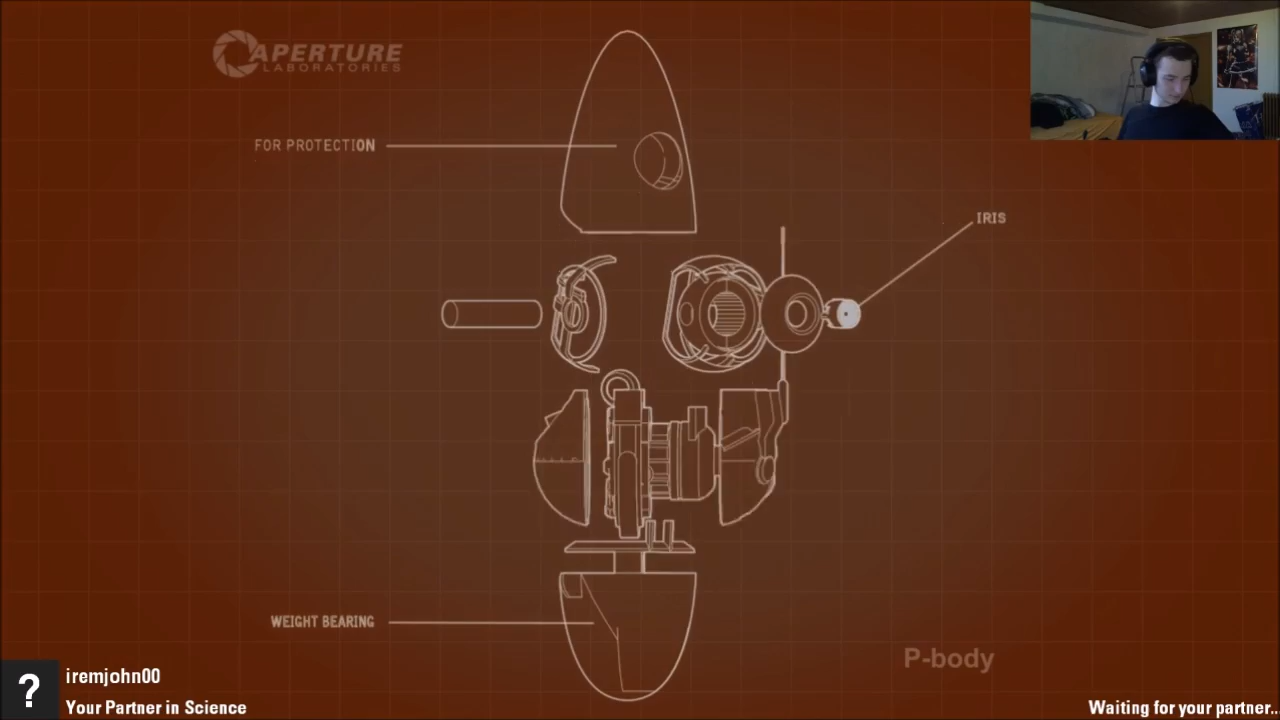 APERTURE
LABORATORIES
FOR PROTECTION
IRIS
WEIGHT BEARING
P-body
?
iremjohn00
Your Partner in Science
Waiting for your partner..